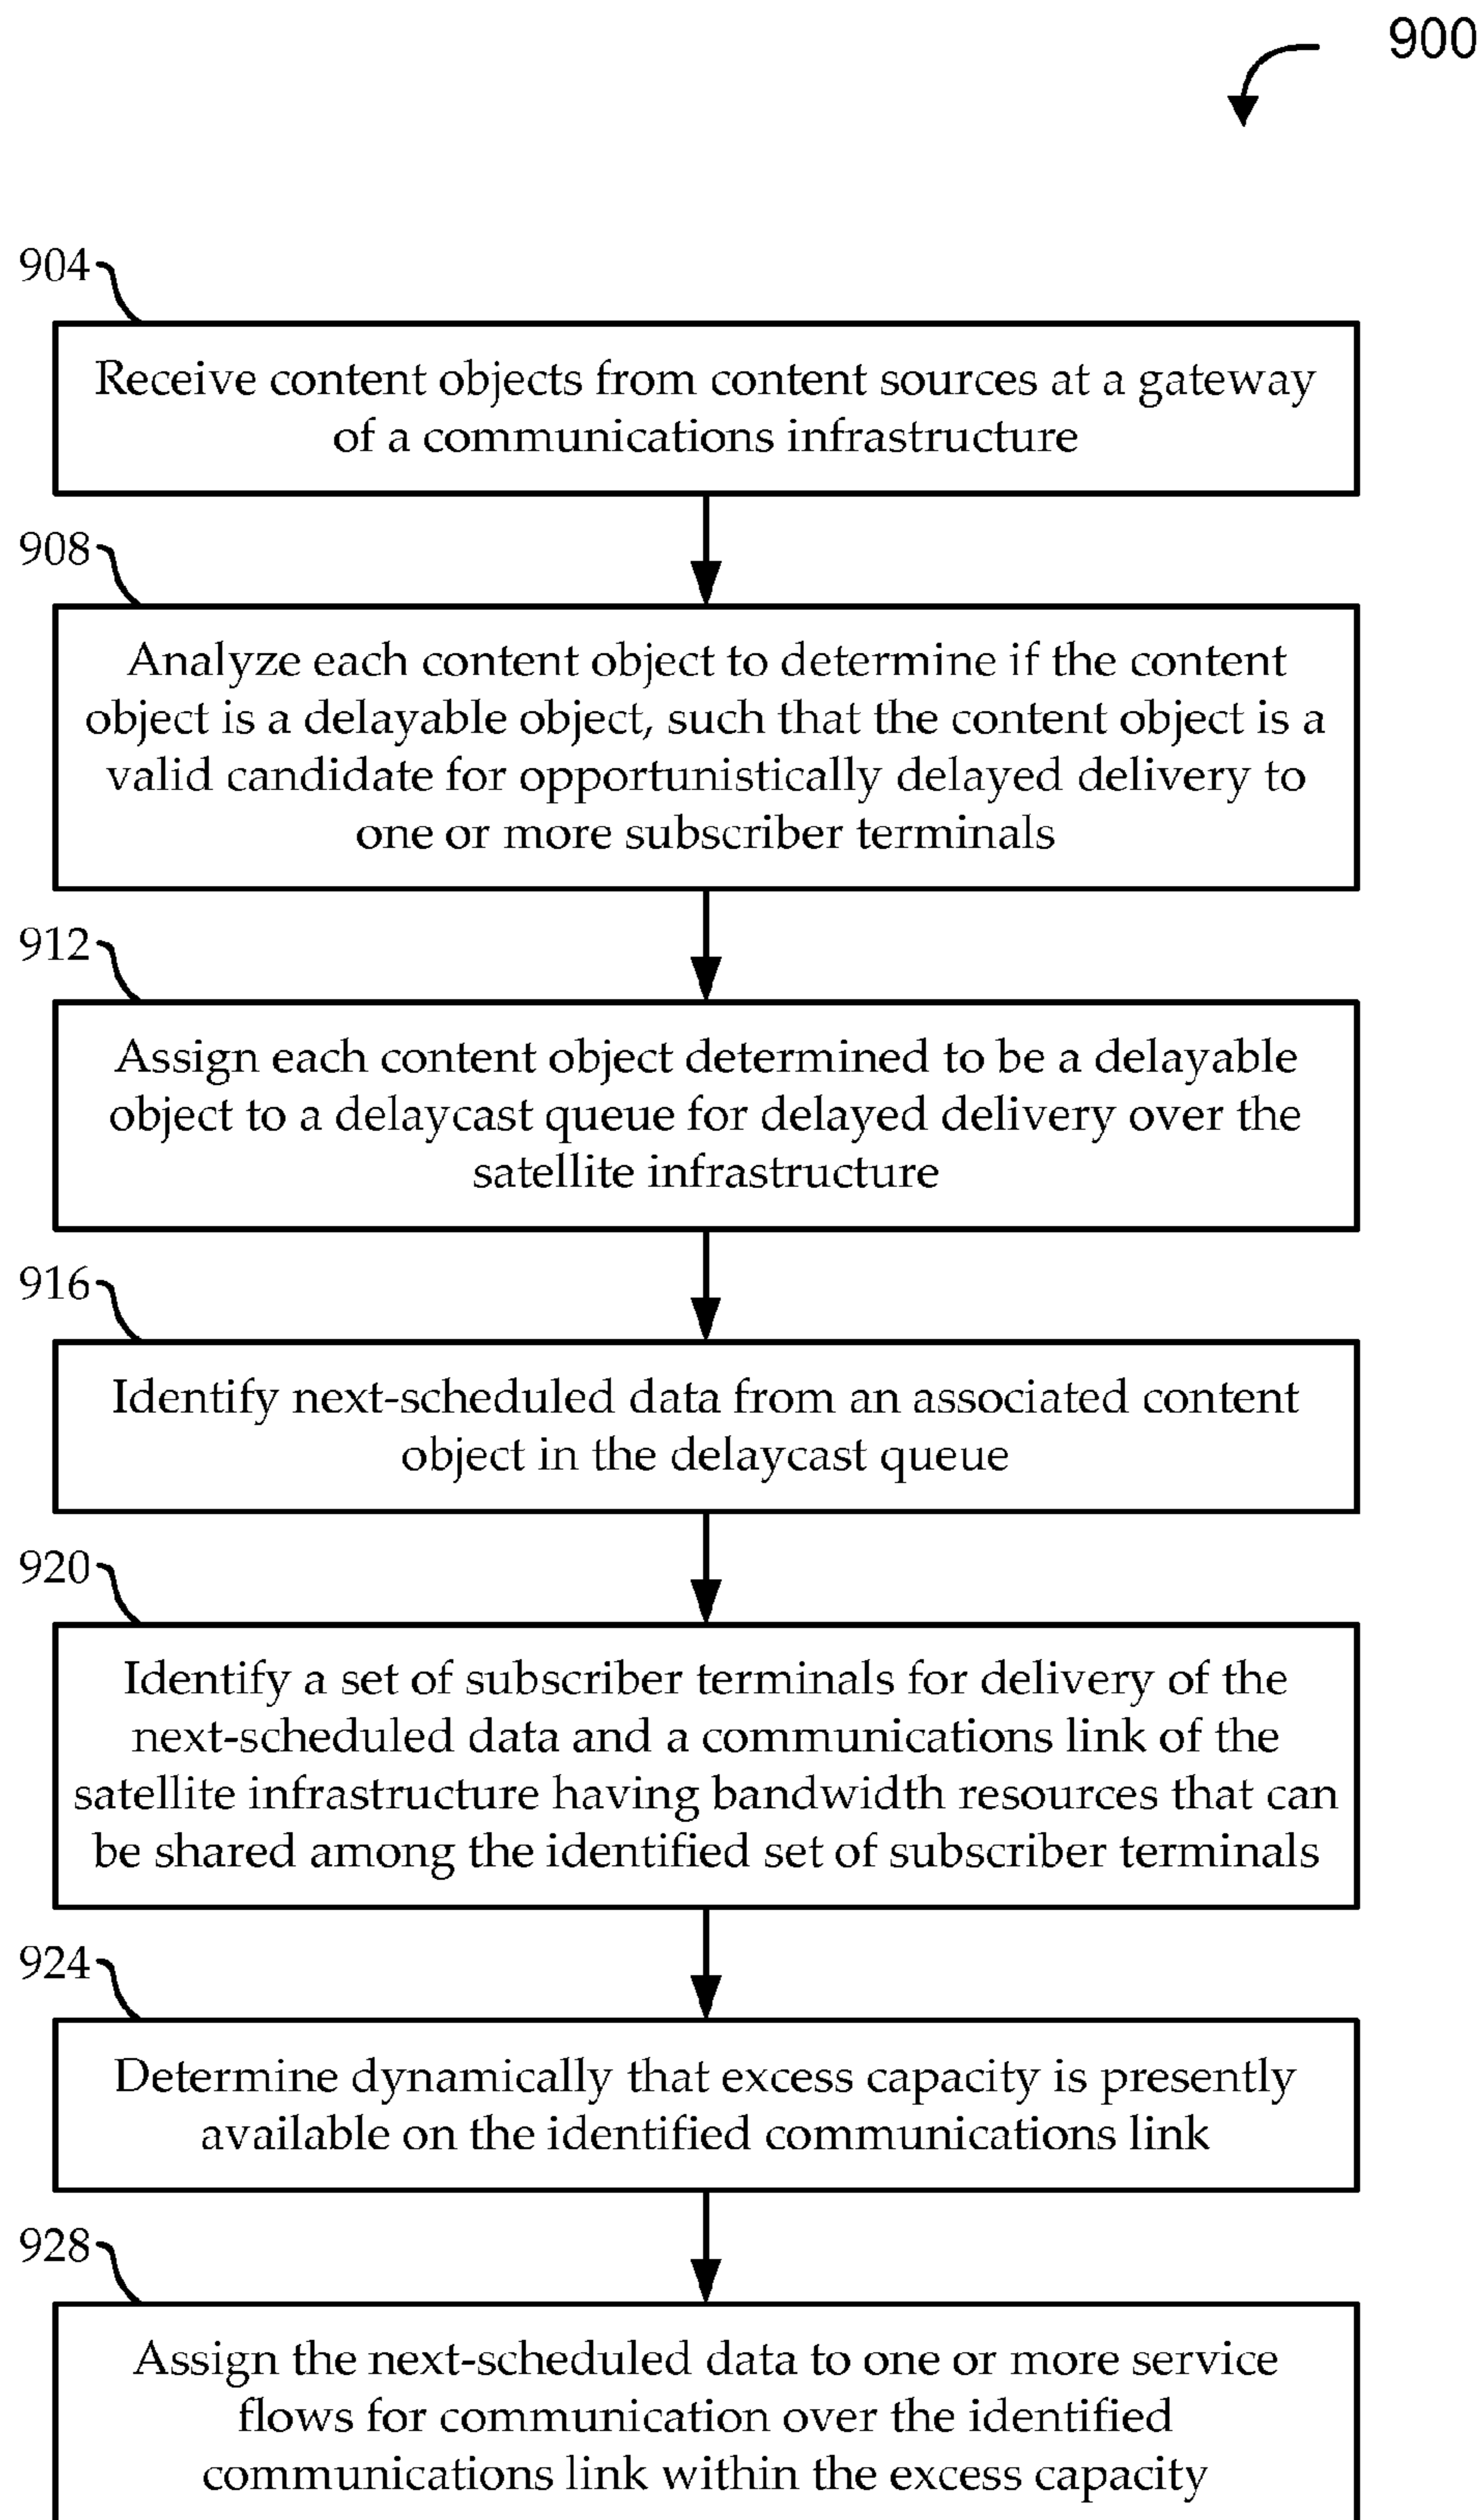 900
904
Receive content objects from content sources at a gateway
of a communications infrastructure
908
Analyze each content object to determine if the content
object is a delayable object, such that the content object is a
valid candidate for opportunistically delayed delivery to
one or more subscriber terminals
912
Assign each content object determined to be a delayable
object to a delaycast queue for delayed delivery over the
satellite infrastructure
916
Identify next-scheduled data from an associated content
object in the delaycast queue
920
Identify a set of subscriber terminals for delivery of the
next-scheduled data and a communications link of the
satellite infrastructure having bandwidth resources that can
be shared among the identified set of subscriber terminals
924
Determine dynamically that excess capacity is presently
available on the identified communications link
928
Assign the next-scheduled data to one or more service
flows for communication over the identified
communications link within the excess capacity